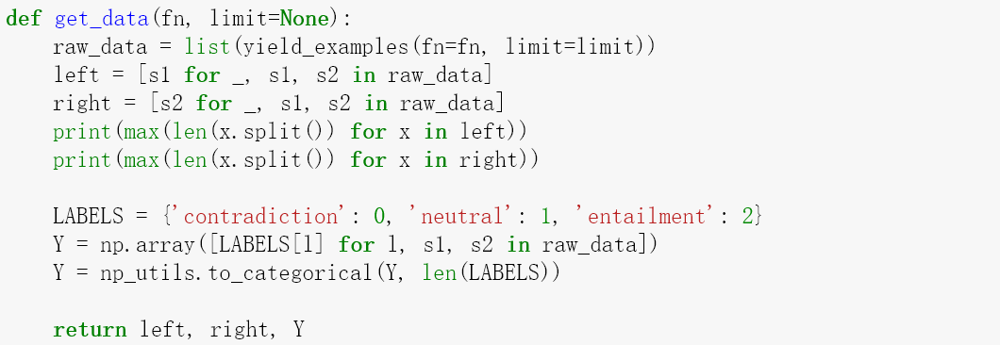 def get_data(fn, limit=None):
    raw_data = list(yield_examples(fn=fn, limit=limit))
    left = [s1 for _, s1, s2 in raw_data]
    right = [s2 for _, s1, s2 in raw_data]
    print(max(len(x.split()) for x in left))
    print(max(len(x.split()) for x in right))

    LABELS = {'contradiction': 0, 'neutral': 1, 'entailment': 2}
    Y = np.array([LABELS[l] for l, s1, s2 in raw_data])
    Y = np_utils.to_categorical(Y, len(LABELS))

    return left, right, Y